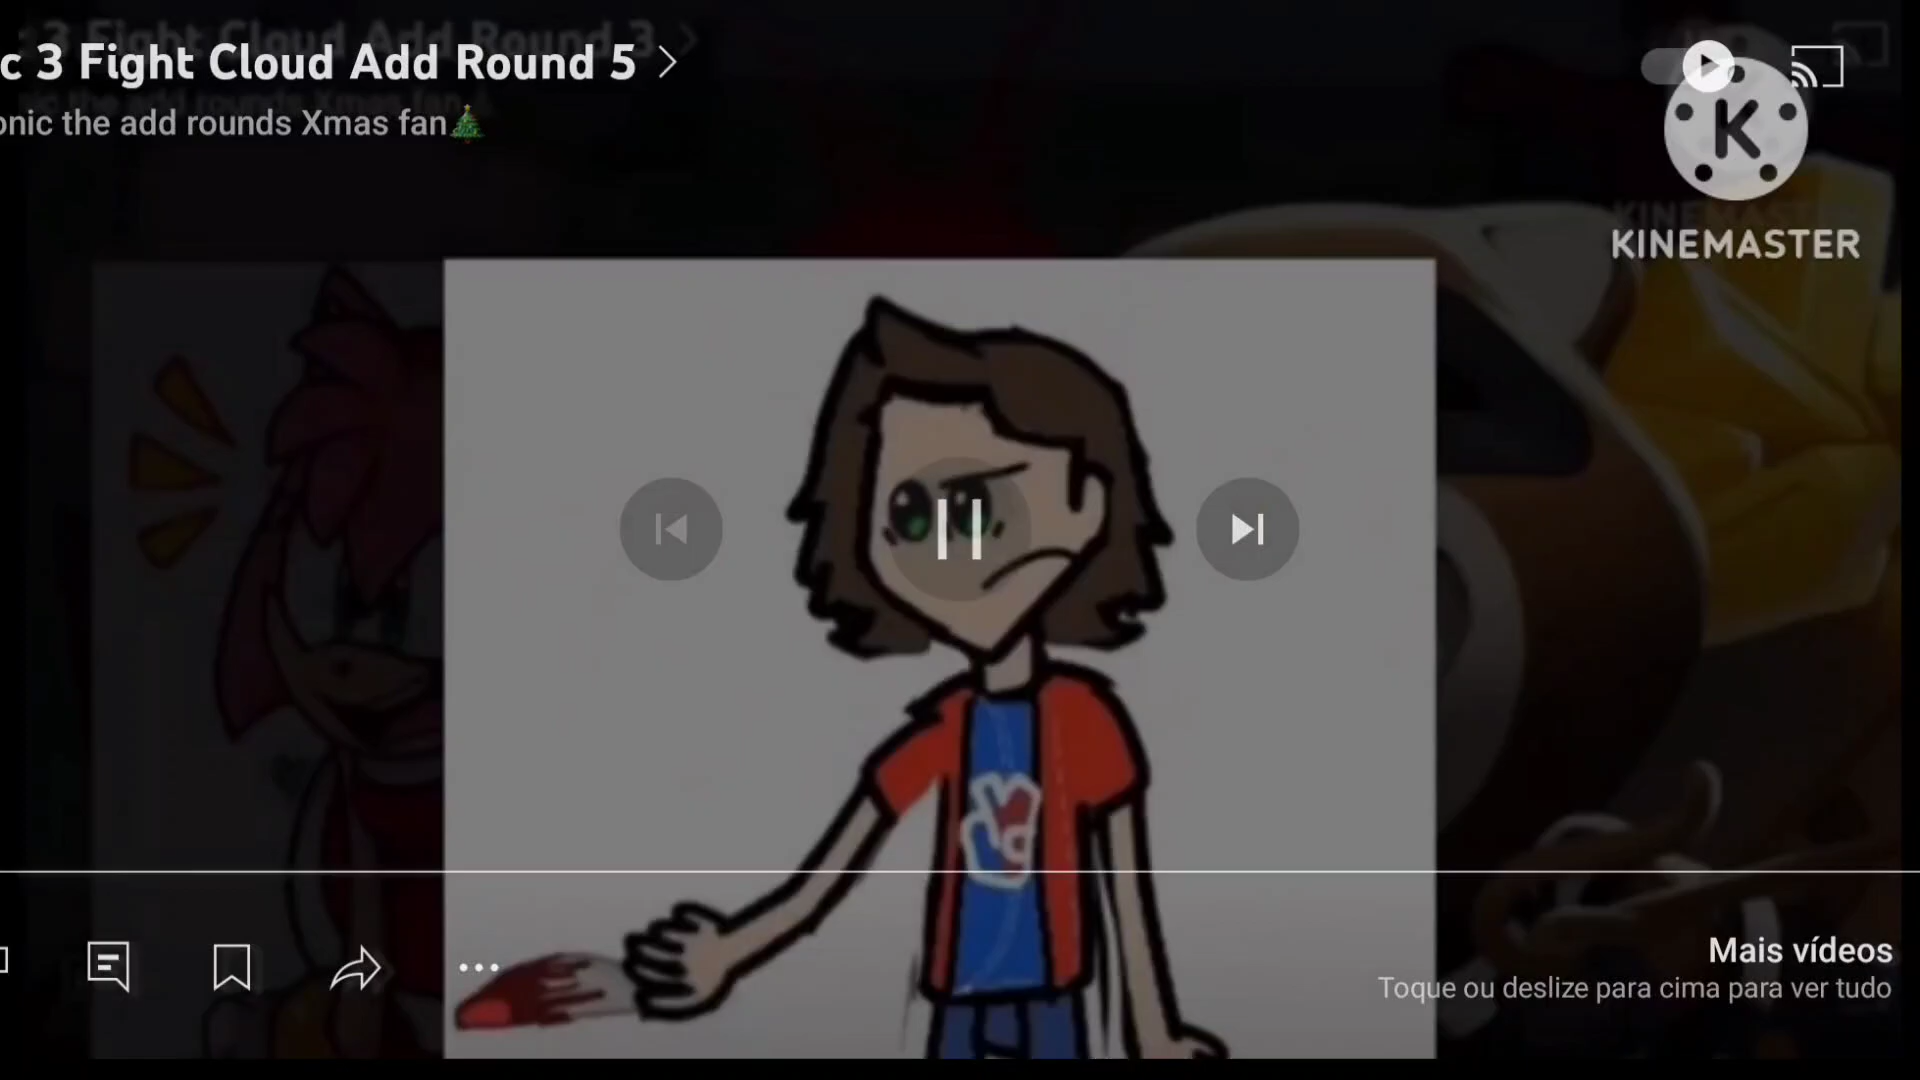 c 3 Fight Cloud Add Round 5
onic the add rounds Xmas fan🎄
K
KINEMASTER
Mais vídeos
Toque ou deslize para cima para ver tudo